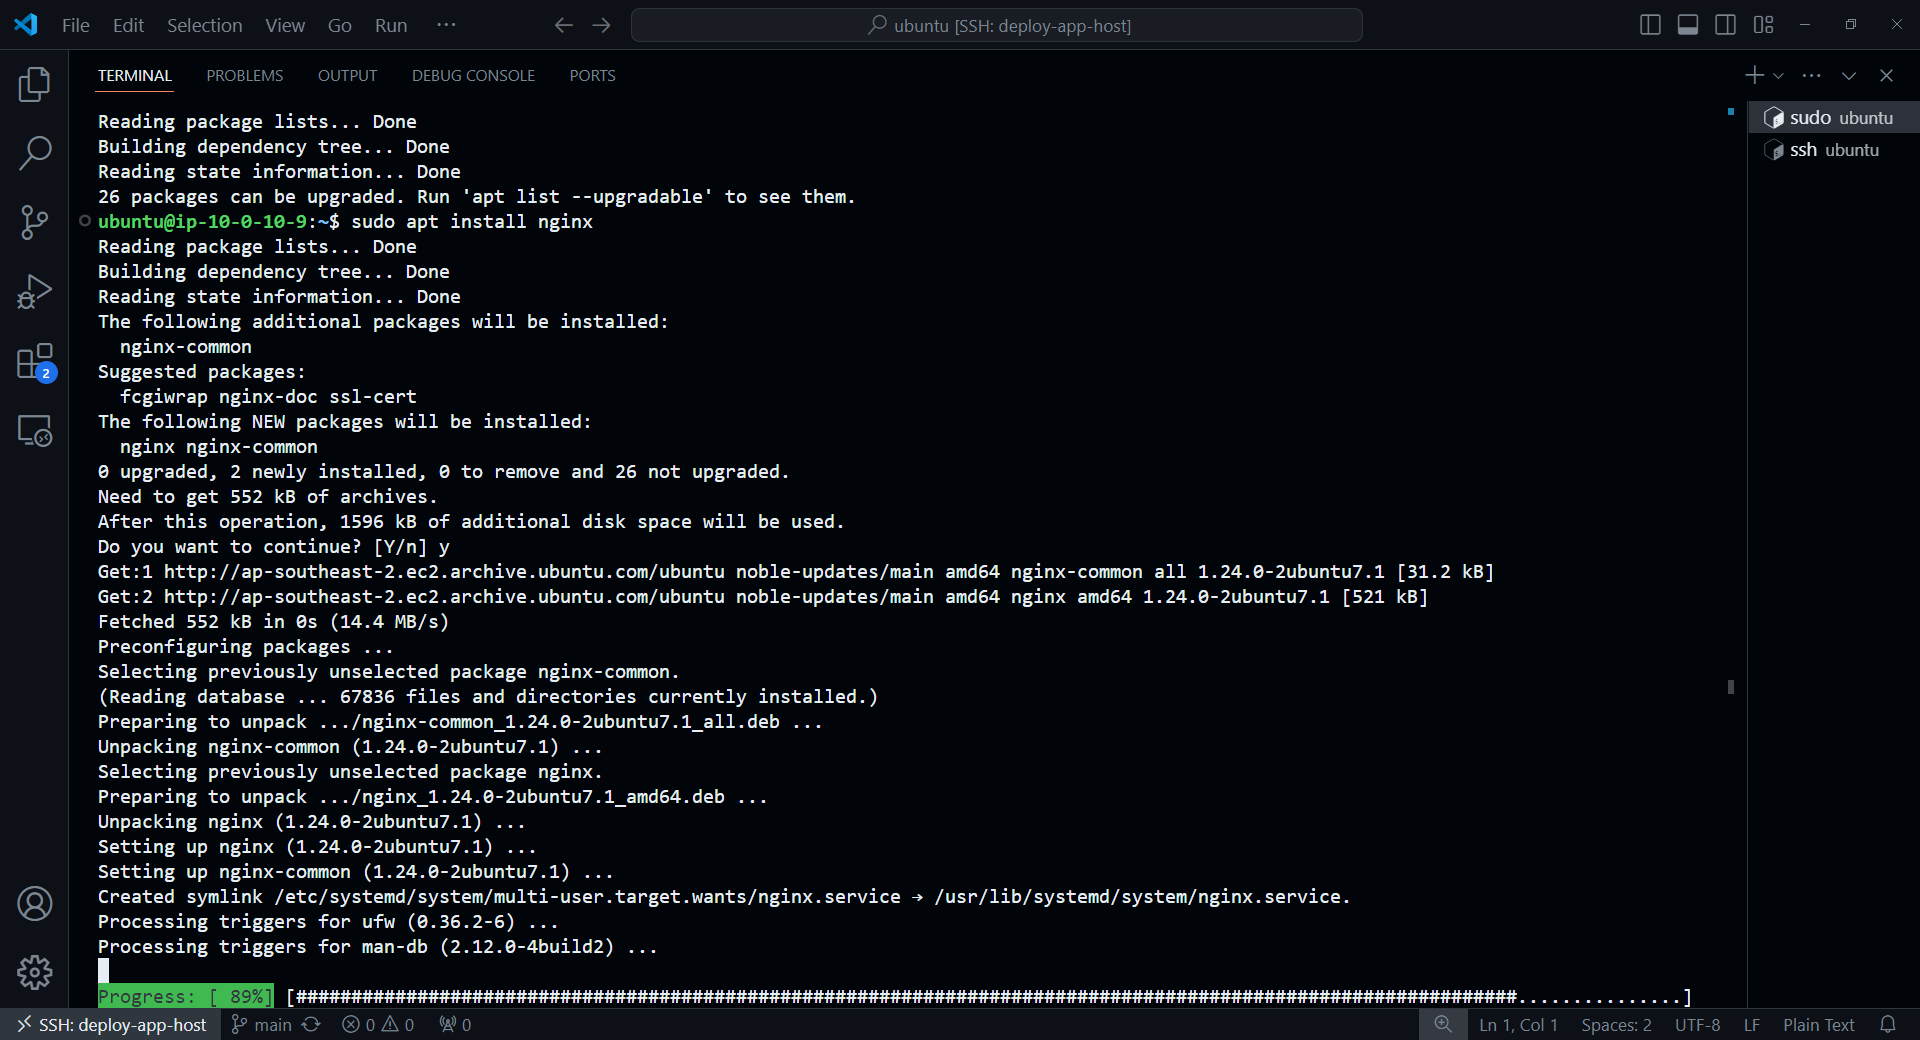 File Edit Selection View Go Run ···
ubuntu [SSH: deploy-app-host]
TERMINAL PROBLEMS OUTPUT DEBUG CONSOLE PORTS
Reading package lists... Done
Building dependency tree... Done
Reading state information... Done
26 packages can be upgraded. Run 'apt list --upgradable' to see them.
ubuntu@ip-10-0-10-9:~$ sudo apt install nginx
Reading package lists... Done
Building dependency tree... Done
Reading state information... Done
The following additional packages will be installed:
  nginx-common
Suggested packages:
  fcgiwrap nginx-doc ssl-cert
The following NEW packages will be installed:
  nginx nginx-common
0 upgraded, 2 newly installed, 0 to remove and 26 not upgraded.
Need to get 552 kB of archives.
After this operation, 1596 kB of additional disk space will be used.
Do you want to continue? [Y/n] y
Get:1 http://ap-southeast-2.ec2.archive.ubuntu.com/ubuntu noble-updates/main amd64 nginx-common all 1.24.0-2ubuntu7.1 [31.2 kB]
Get:2 http://ap-southeast-2.ec2.archive.ubuntu.com/ubuntu noble-updates/main amd64 nginx amd64 1.24.0-2ubuntu7.1 [521 kB]
Fetched 552 kB in 0s (14.4 MB/s)
Preconfiguring packages ...
Selecting previously unselected package nginx-common.
(Reading database ... 67836 files and directories currently installed.)
Preparing to unpack .../nginx-common_1.24.0-2ubuntu7.1_all.deb ...
Unpacking nginx-common (1.24.0-2ubuntu7.1) ...
Selecting previously unselected package nginx.
Preparing to unpack .../nginx_1.24.0-2ubuntu7.1_amd64.deb ...
Unpacking nginx (1.24.0-2ubuntu7.1) ...
Setting up nginx (1.24.0-2ubuntu7.1) ...
Setting up nginx-common (1.24.0-2ubuntu7.1) ...
Created symlink /etc/systemd/system/multi-user.target.wants/nginx.service → /usr/lib/systemd/system/nginx.service.
Processing triggers for ufw (0.36.2-6) ...
Processing triggers for man-db (2.12.0-4build2) ...
Progress: [ 89%] [###############################################################################################################...............]
sudo ubuntu
ssh ubuntu
2
SSH: deploy-app-host main 0 0 0 Ln 1, Col 1 Spaces: 2 UTF-8 LF Plain Text